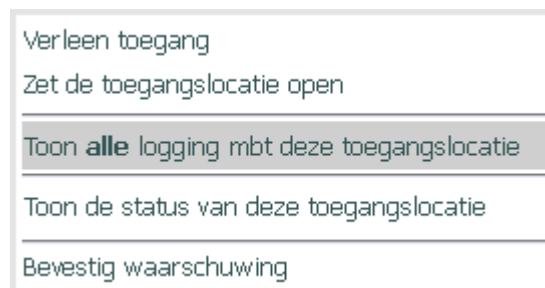 Verleen toegang
Zet de toegangslocatie open
Toon alle logging mbt deze toegangslocatie
Toon de status van deze toegangslocatie
Bevestig waarschuwing